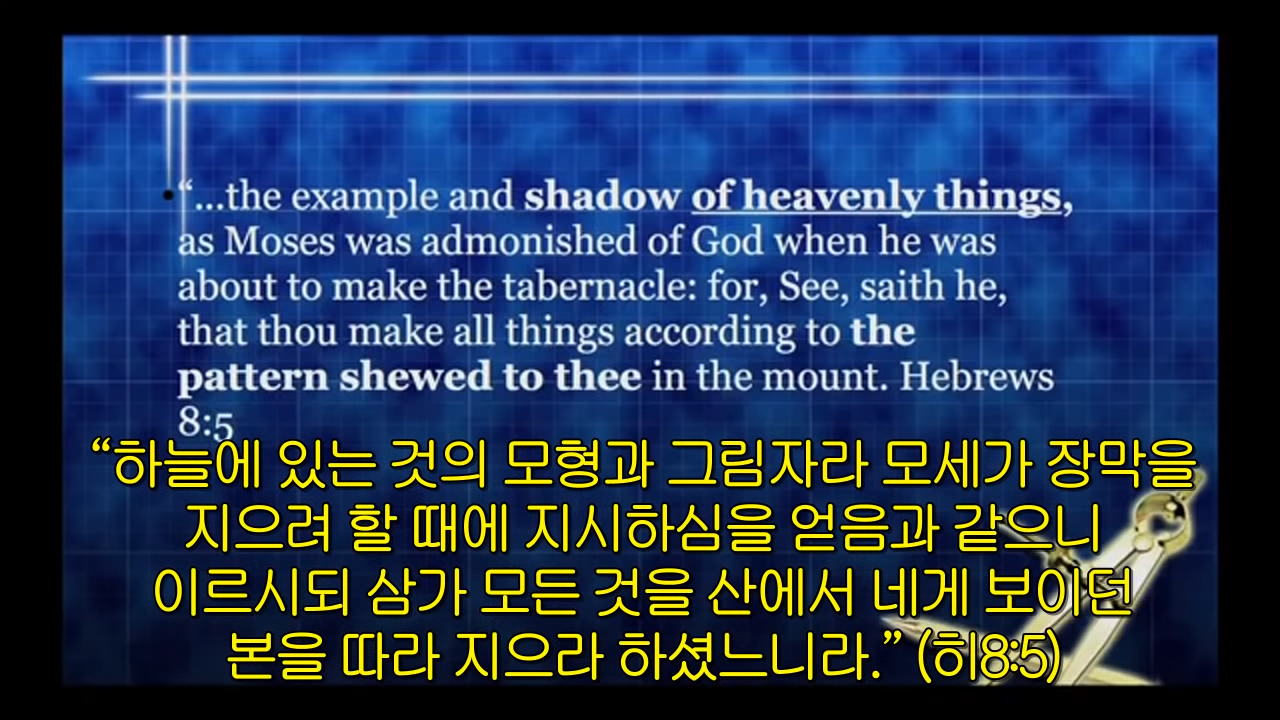 • “...the example and shadow of heavenly things,
as Moses was admonished of God when he was
about to make the tabernacle: for, See, saith he,
that thou make all things according to the
pattern shewed to thee in the mount. Hebrews
8:5
“하늘에 있는 것의 모형과 그림자라 모세가 장막을
지으려 할 때에 지시하심을 얻음과 같으니
이르시되 삼가 모든 것을 산에서 네게 보이던
본을 따라 지으라 하셨느니라.” (히8:5)